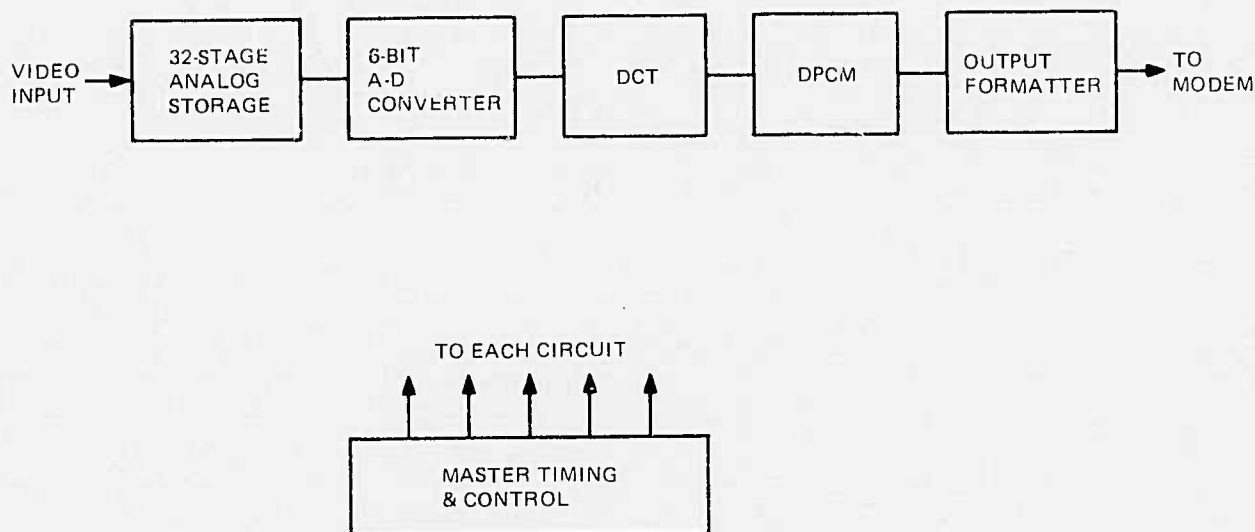 VIDEO
INPUT
32-STAGE
ANALOG
STORAGE
6-BIT
A-D
CONVERTER
DCT
DPCM
OUTPUT
FORMATTER
TO
MODEM
TO EACH CIRCUIT
MASTER TIMING
& CONTROL